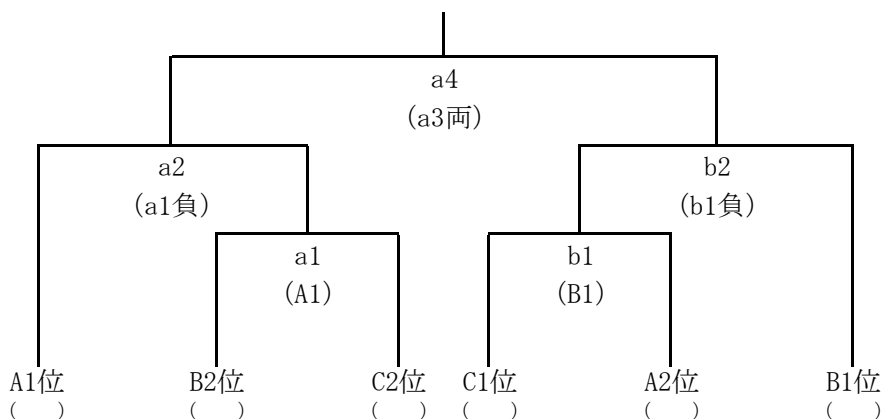 a4
(a3両)
a2
b2
(a1負)
(b1負)
a1
b1
(A1)
(B1)
A1位 B2位 C2位 C1位 A2位 B1位
( ) ( ) ( ) ( ) ( ) ( )